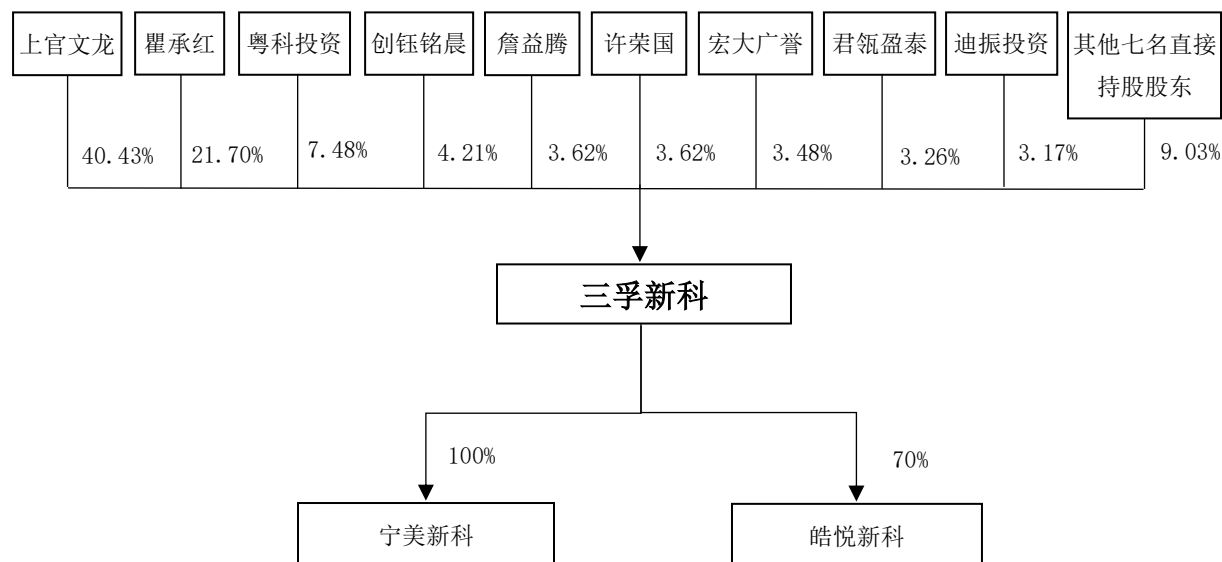 上官文龙
瞿承红
粤科投资
创钰铭晨
詹益腾
许荣国
宏大广誉
君瓴盈泰
迪振投资
其他七名直接
持股股东
40.43%
21.70%
7.48%
4.21%
3.62%
3.62%
3.48%
3.26%
3.17%
9.03%
三孚新科
100%
70%
宁美新科
皓悦新科